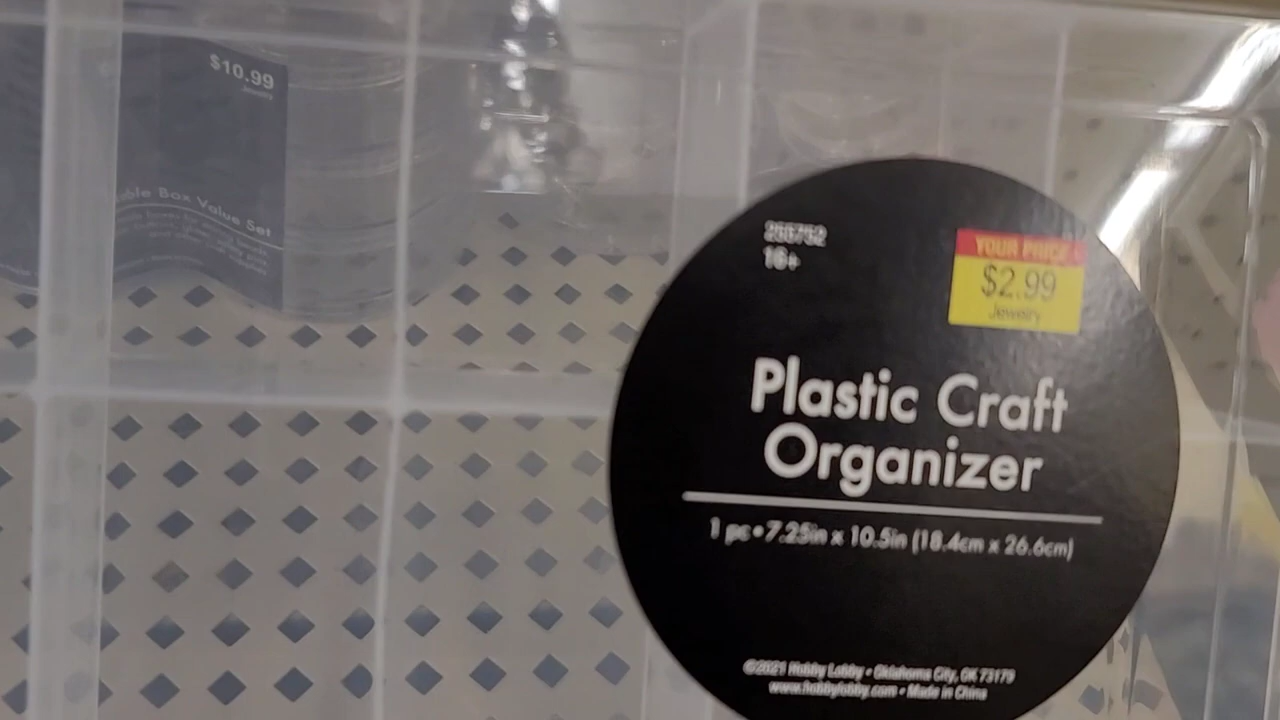 $10.99
Jewelry
Box Value Set
16+
YOUR PRICE
$2.99
Jewelry
Plastic Craft
Organizer
1 pc • 7.25in x 10.5in (18.4cm x 26.6cm)
©2021 Hobby Lobby • Oklahoma City, OK 73179
www.hobbylobby.com • Made in China